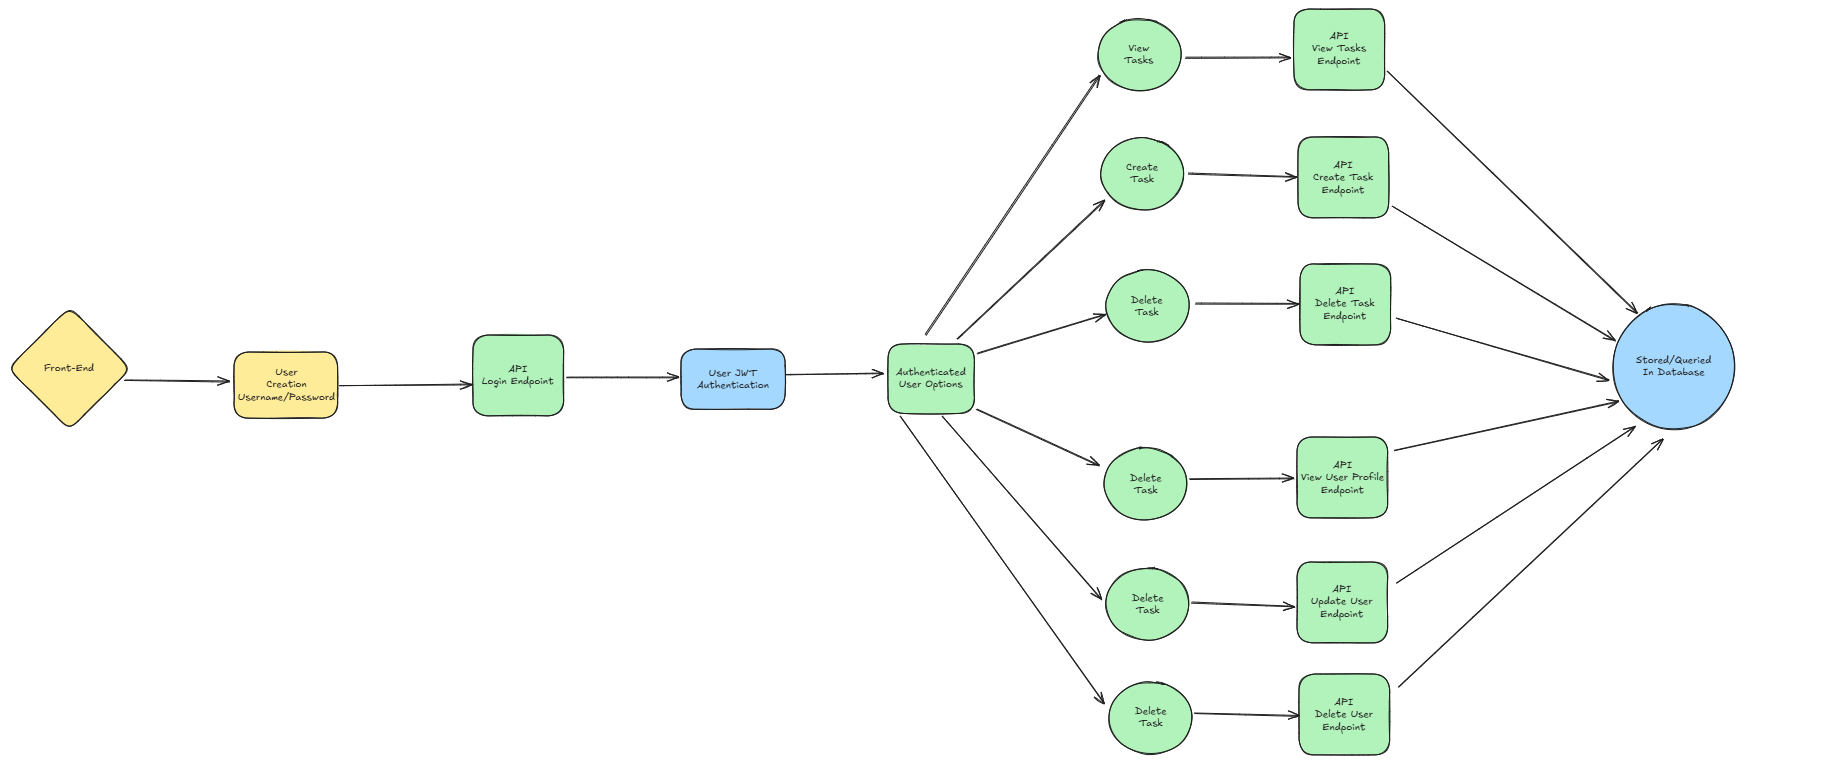 Front-End
User
Creation
Username/Password
API
Login Endpoint
User JWT
Authentication
Authenticated
User Options
View
Tasks
API
View Tasks
Endpoint
Create
Task
API
Create Task
Endpoint
Delete
Task
API
Delete Task
Endpoint
Delete
Task
API
View User Profile
Endpoint
Delete
Task
API
Update User
Endpoint
Delete
Task
API
Delete User
Endpoint
Stored/Queried
In Database